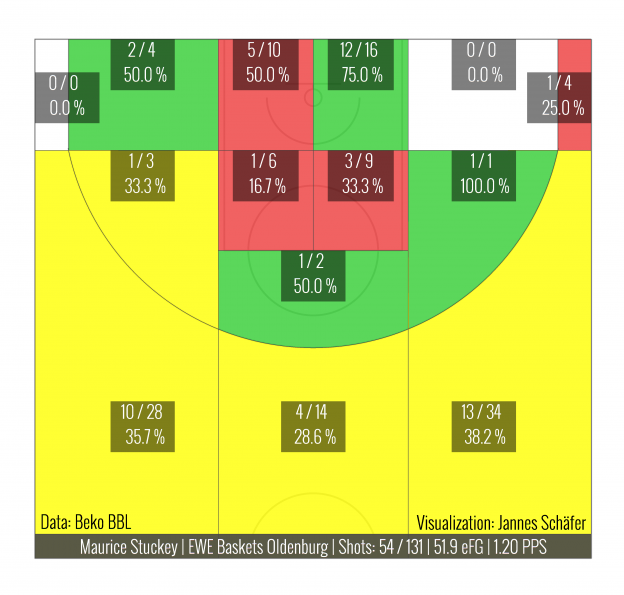 2 / 4
50.0 %
5 / 10
50.0 %
12 / 16
75.0 %
0 / 0
0.0 %
0 / 0
0.0 %
1 / 4
25.0 %
1 / 3
33.3 %
1 / 6
16.7 %
3 / 9
33.3 %
1 / 1
100.0 %
1 / 2
50.0 %
10 / 28
35.7 %
4 / 14
28.6 %
13 / 34
38.2 %
Data: Beko BBL
Visualization: Jannes Schäfer
Maurice Stuckey | EWE Baskets Oldenburg | Shots: 54 / 131 | 51.9 eFG | 1.20 PPS